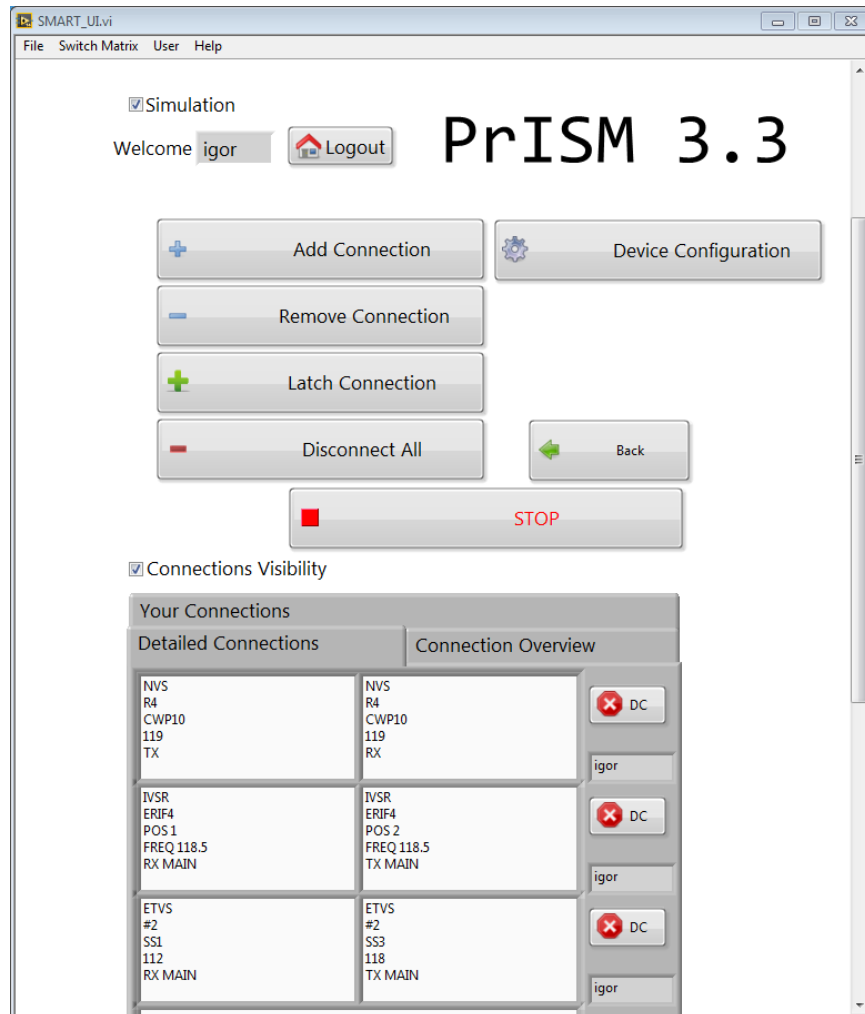 SMART_UI.vi
File Switch Matrix User Help
Simulation
Welcome igor Logout
PrISM 3.3
Add Connection
Device Configuration
Remove Connection
Latch Connection
Disconnect All
Back
STOP
Connections Visibility
Your Connections
Detailed Connections
Connection Overview
NVS
R4
CWP10
119
TX
NVS
R4
CWP10
119
RX
DC
igor
IVSR
ERIF4
POS 1
FREQ 118.5
RX MAIN
IVSR
ERIF4
POS 2
FREQ 118.5
TX MAIN
DC
igor
ETVS
#2
SS1
112
RX MAIN
ETVS
#2
SS3
118
TX MAIN
DC
igor